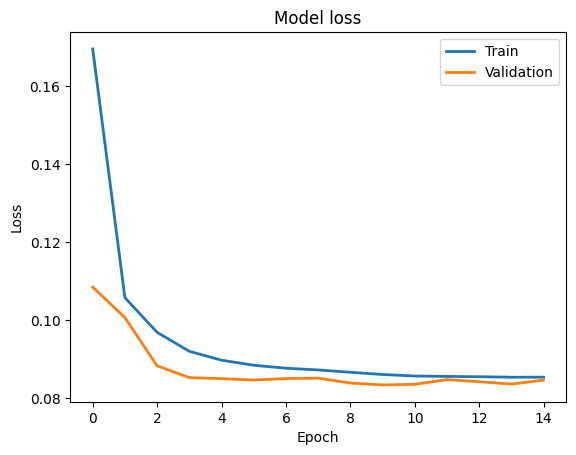 Model loss
Train
Validation
0.16
0.14
0.12
0.10
0.08
Loss
0 2 4 6 8 10 12 14
Epoch